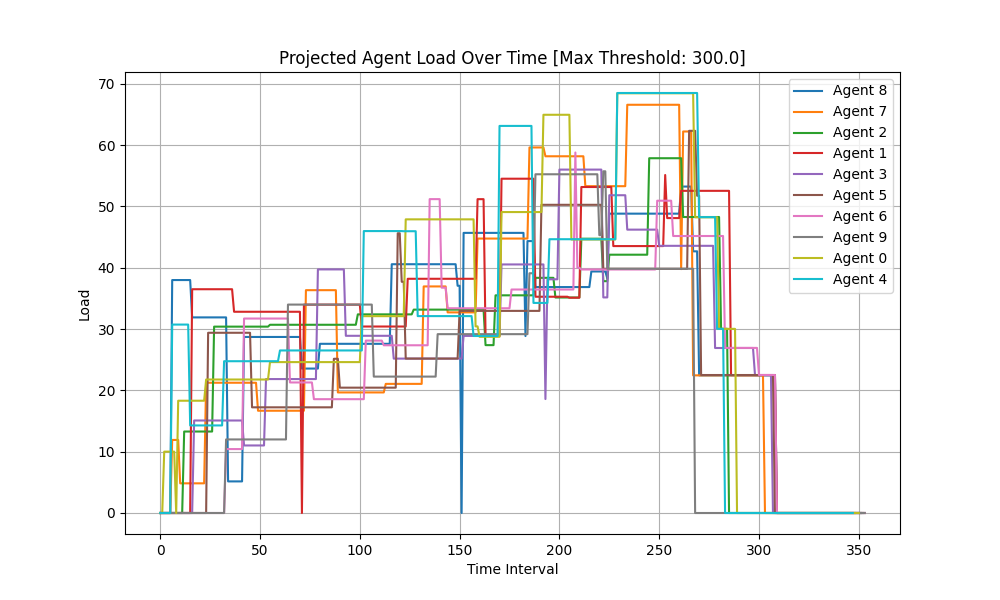 Projected Agent Load Over Time [Max Threshold: 300.0]
70
60
50
40
30
20
10
0
Load
0 50 100 150 200 250 300 350
Time Interval
Agent 8
Agent 7
Agent 2
Agent 1
Agent 3
Agent 5
Agent 6
Agent 9
Agent 0
Agent 4